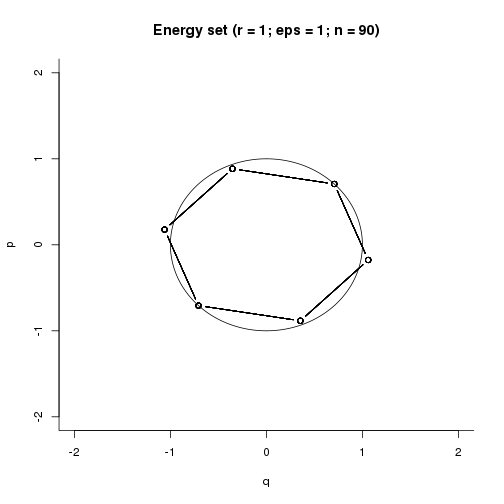 Energy set (r = 1; eps = 1; n = 90)
2
1
0
-1
-2
p
-2 -1 0 1 2
q